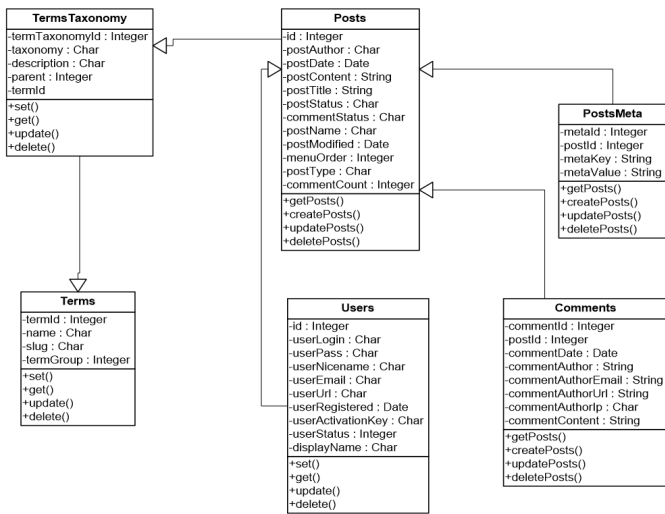 TermsTaxonomy
-termTaxonomyId : Integer
-taxonomy : Char
-description : Char
-parent : Integer
-termId
+set()
+get()
+update()
+delete()
Posts
-id : Integer
-postAuthor : Char
-postDate : Date
-postContent : String
-postTitle : String
-postStatus : Char
-commentStatus : Char
-postName : Char
-postModified : Date
-menuOrder : Integer
-postType : Char
-commentCount : Integer
+getPosts()
+createPosts()
+updatePosts()
+deletePosts()
PostsMeta
-metaId : Integer
-postId : Integer
-metaKey : String
-metaValue : String
+getPosts()
+createPosts()
+updatePosts()
+deletePosts()
Terms
-termId : Integer
-name : Char
-slug : Char
-termGroup : Integer
+set()
+get()
+update()
+delete()
Users
-id : Integer
-userLogin : Char
-userPass : Char
-userNicename : Char
-userEmail : Char
-userUrl : Char
-userRegistered : Date
-userActivationKey : Char
-userStatus : Integer
-displayName : Char
+set()
+get()
+update()
+delete()
Comments
-commentId : Integer
-postId : Integer
-commentDate : Date
-commentAuthor : String
-commentAuthorEmail : String
-commentAuthorUrl : String
-commentAuthorIp : Char
-commentContent : String
+getPosts()
+createPosts()
+updatePosts()
+deletePosts()